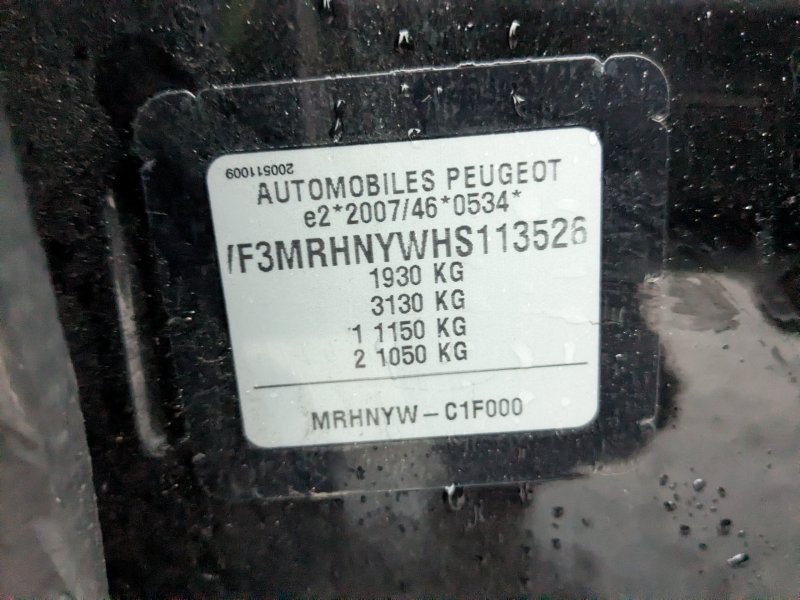 200511009
AUTOMOBILES PEUGEOT
e2*2007/46*0534*
VF3MRHNYWHS113526
1930 KG
3130 KG
1 1150 KG
2 1050 KG
MRHNYW - C1F000